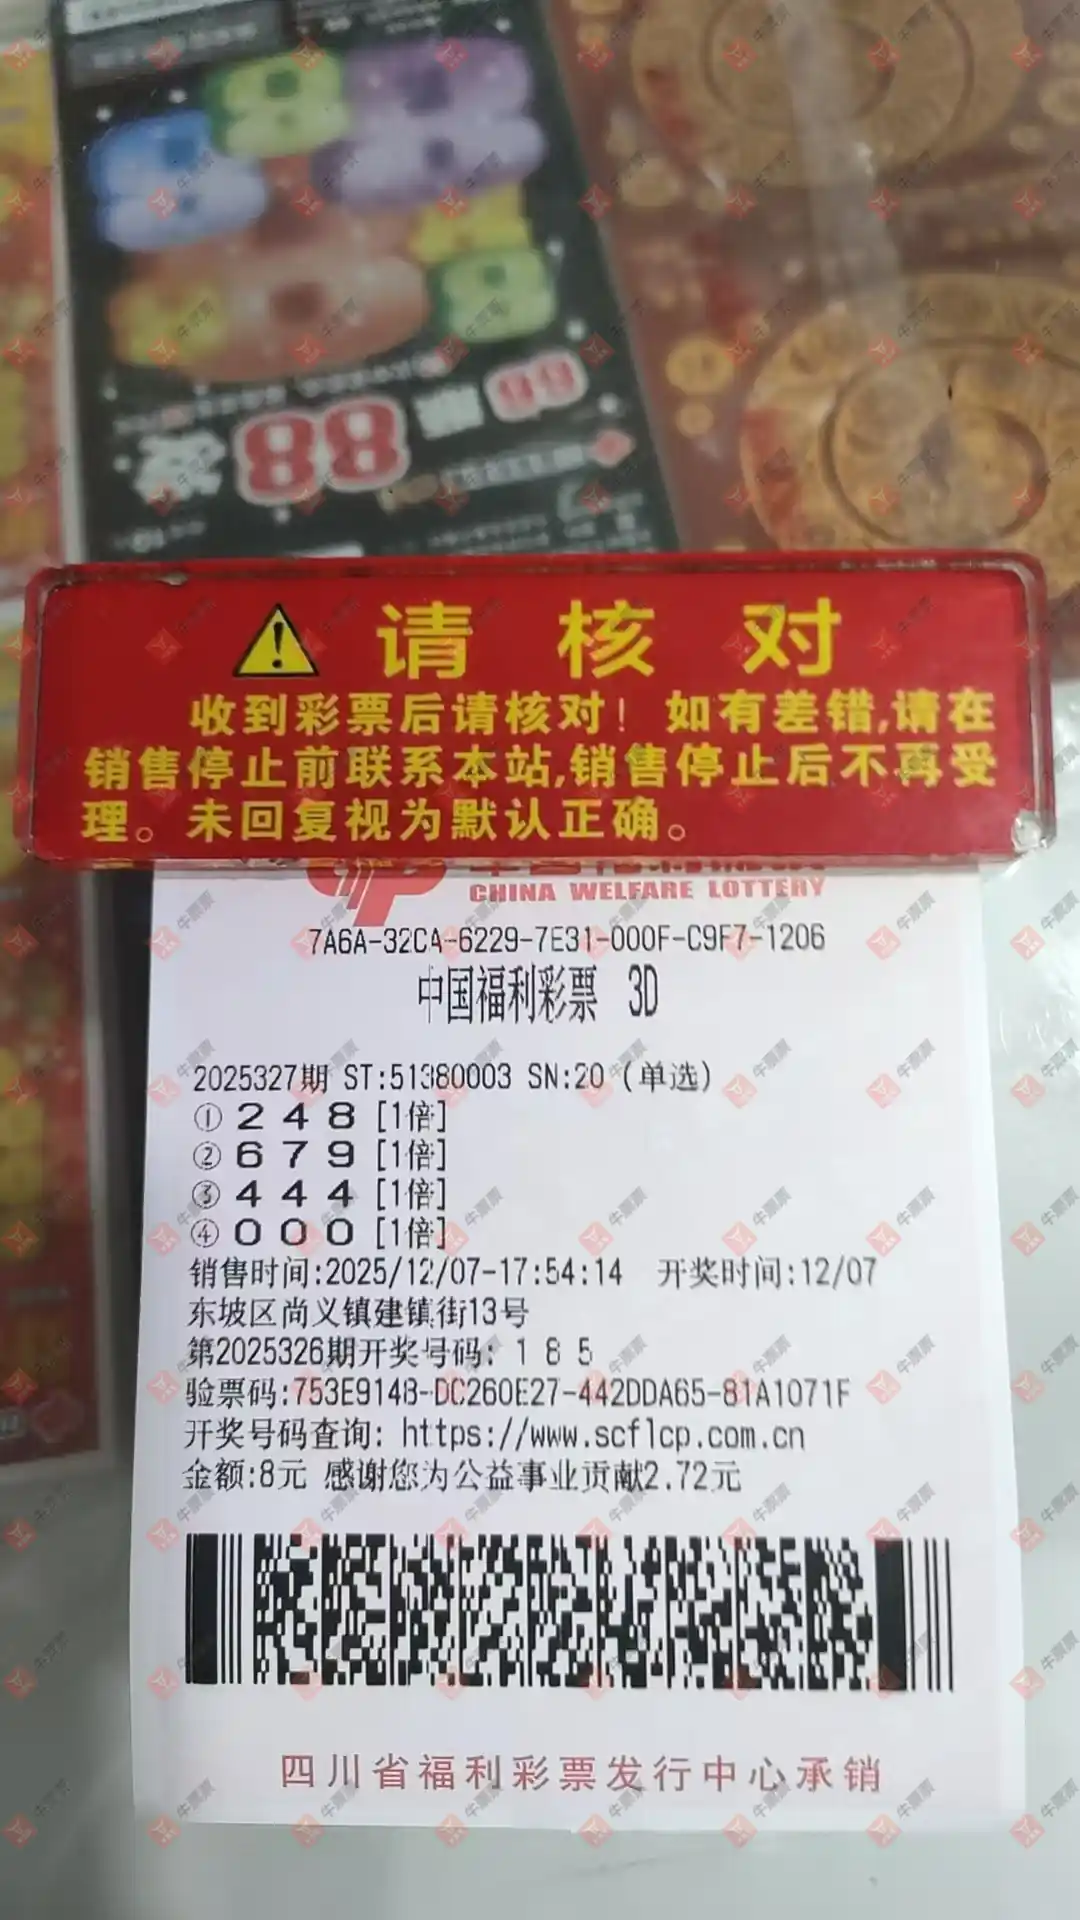 88
请核对
收到彩票后请核对！如有差错,请在
销售停止前联系本站,销售停止后不再受
理。未回复视为默认正确。
CHINA WELFARE LOTTERY
7A6A-32CA-6229-7E31-000F-C9F7-1206
中国福利彩票 3D
2025327期 ST:51380003 SN:20 (单选)
① 2 4 8 [1倍]
② 6 7 9 [1倍]
③ 4 4 4 [1倍]
④ 0 0 0 [1倍]
销售时间:2025/12/07-17:54:14 开奖时间:12/07
东坡区尚义镇建镇街13号
第2025326期开奖号码: 1 8 5
验票码:753E9148-DC260E27-442DDA65-81A1071F
开奖号码查询: https://www.scflcp.com.cn
金额:8元 感谢您为公益事业贡献2.72元
四川省福利彩票发行中心承销
牛票票